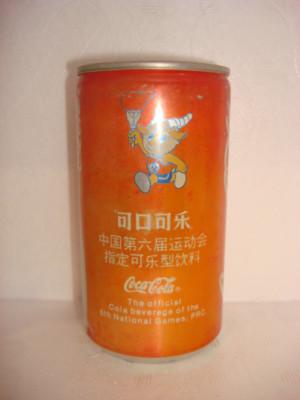 可口可乐
中国第六届运动会
指定可乐型饮料
Coca-Cola
The official
Cola beverage of the
6th National Games, PRC.